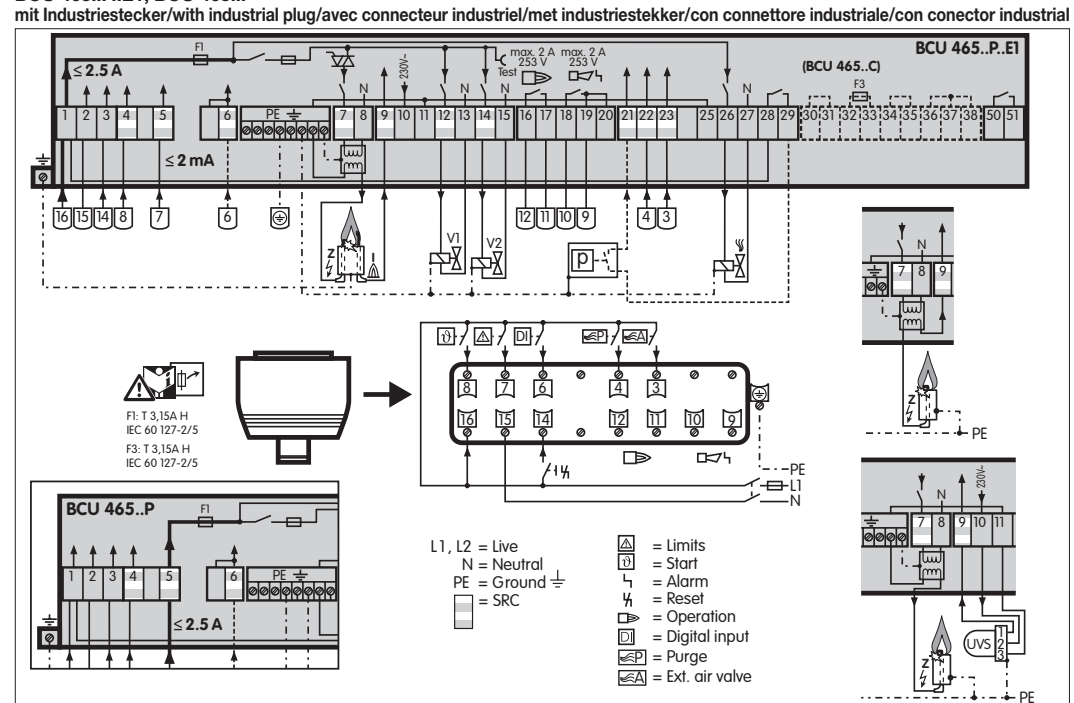 mit Industriestecker/with industrial plug/avec connecteur industriel/met industriestekker/con connettore industriale/con conector industrial
BCU 465..P..E1
F1
≤ 2.5 A
230V~
N
N
N
Test
max. 2 A
253 V
max. 2 A
253 V
N
(BCU 465..C)
F3
1 2 3 4 5 6 PE 7 8 9 10 11 12 13 14 15 16 17 18 19 20 21 22 23 25 26 27 28 29 30 31 32 33 34 35 36 37 38 50 51
≤ 2 mA
16 15 14 8 7 6 12 11 10 9 4 3
Z I V1 V2 p
N
7 8 9
Z
PE
F1: T 3,15A H
IEC 60 127-2/5
F3: T 3,15A H
IEC 60 127-2/5
ϑ DI P A
8 7 6 4 3
16 15 14 12 11 10 9
PE
L1
N
BCU 465..P
F1
1 2 3 4 5 6 PE
≤ 2.5 A
L1, L2 = Live
N = Neutral
PE = Ground
= SRC
= Limits
ϑ = Start
= Alarm
= Reset
= Operation
DI = Digital input
P = Purge
A = Ext. air valve
N
230V~
7 8 9 10 11
UVS
1
2
3
Z
PE